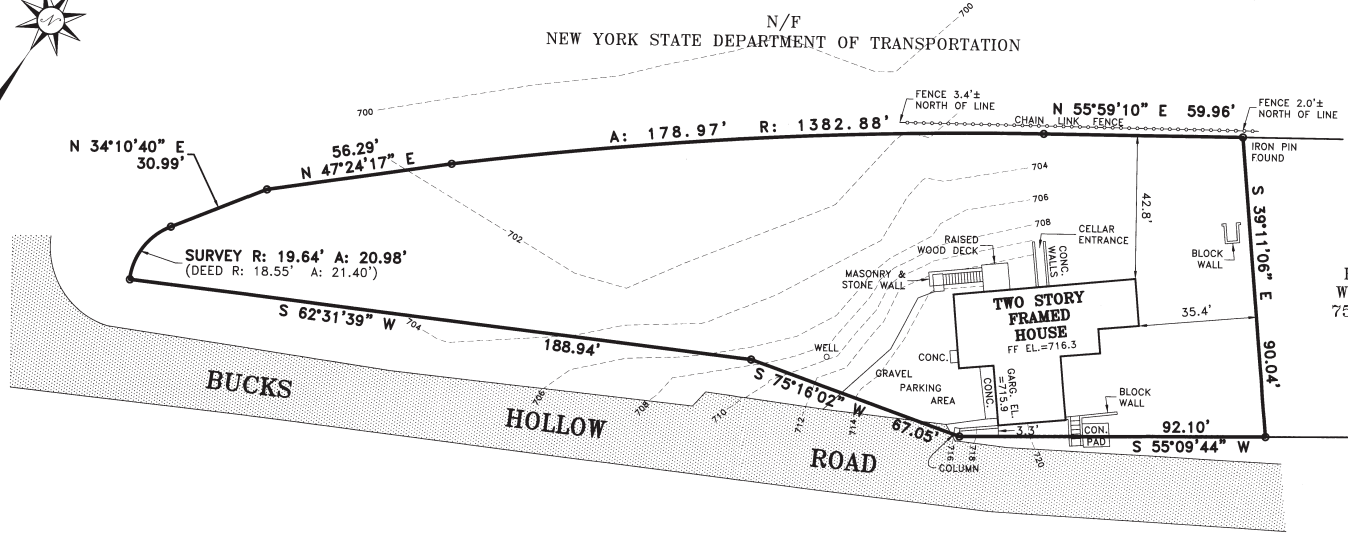 N
N/F
NEW YORK STATE DEPARTMENT OF TRANSPORTATION
700
700
FENCE 3.4'±
NORTH OF LINE
N 55°59'10" E 59.96'
FENCE 2.0'±
NORTH OF LINE
CHAIN LINK FENCE
A: 178.97' R: 1382.88'
IRON PIN
FOUND
N 34°10'40" E
30.99'
56.29'
N 47°24'17" E
704
706
708
702
42.8'
S 39°11'06" E
90.04'
SURVEY R: 19.64' A: 20.98'
(DEED R: 18.55' A: 21.40')
RAISED
WOOD DECK
CELLAR
ENTRANCE
CONC.
WALLS
BLOCK
WALL
MASONRY &
STONE WALL
TWO STORY
FRAMED
HOUSE
FF EL.=716.3
35.4'
W
75
S 62°31'39" W
188.94'
704
WELL
CONC.
GRAVEL
PARKING
AREA
CONC.
GARG. EL.
=715.9
BLOCK
WALL
S 75°16'02" W
67.05'
706
708
710
712
714
716
718
720
3.3'
CON.
PAD
92.10'
S 55°09'44" W
COLUMN
BUCKS
HOLLOW
ROAD